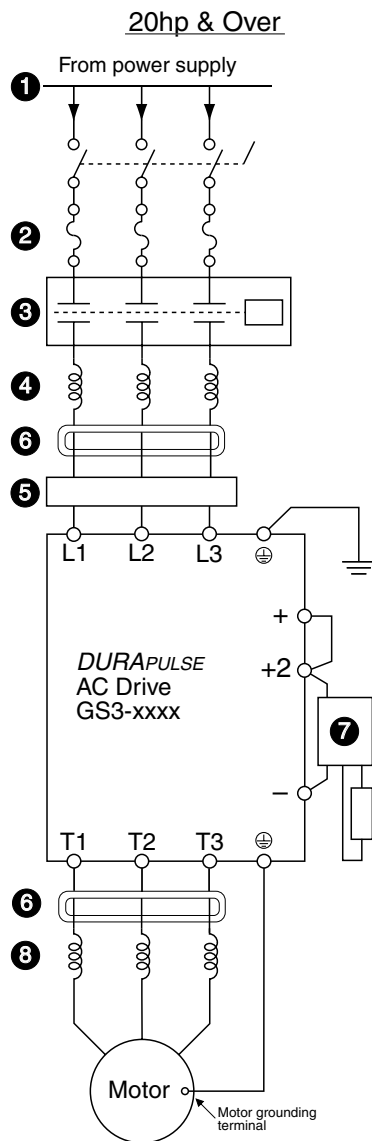 20hp & Over
From power supply
1
2
3
4
6
5
L1 L2 L3
+
+2
DURAPULSE
AC Drive
GS3-xxxx
7
−
T1 T2 T3
6
8
Motor
Motor grounding
terminal